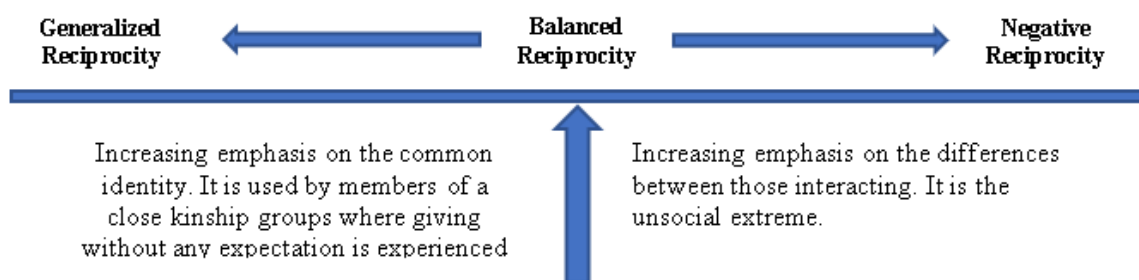 Generalized
Reciprocity
Balanced
Reciprocity
Negative
Reciprocity
Increasing emphasis on the common
identity. It is used by members of a
close kinship groups where giving
without any expectation is experienced
Increasing emphasis on the differences
between those interacting. It is the
unsocial extreme.